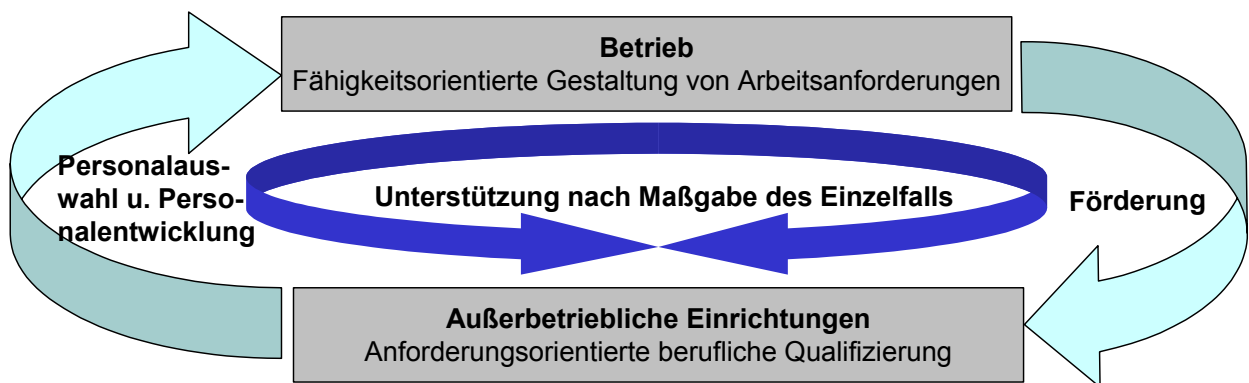 Betrieb
Fähigkeitsorientierte Gestaltung von Arbeitsanforderungen
Personalaus-
wahl u. Perso-
nalentwicklung
Unterstützung nach Maßgabe des Einzelfalls
Förderung
Außerbetriebliche Einrichtungen
Anforderungsorientierte berufliche Qualifizierung